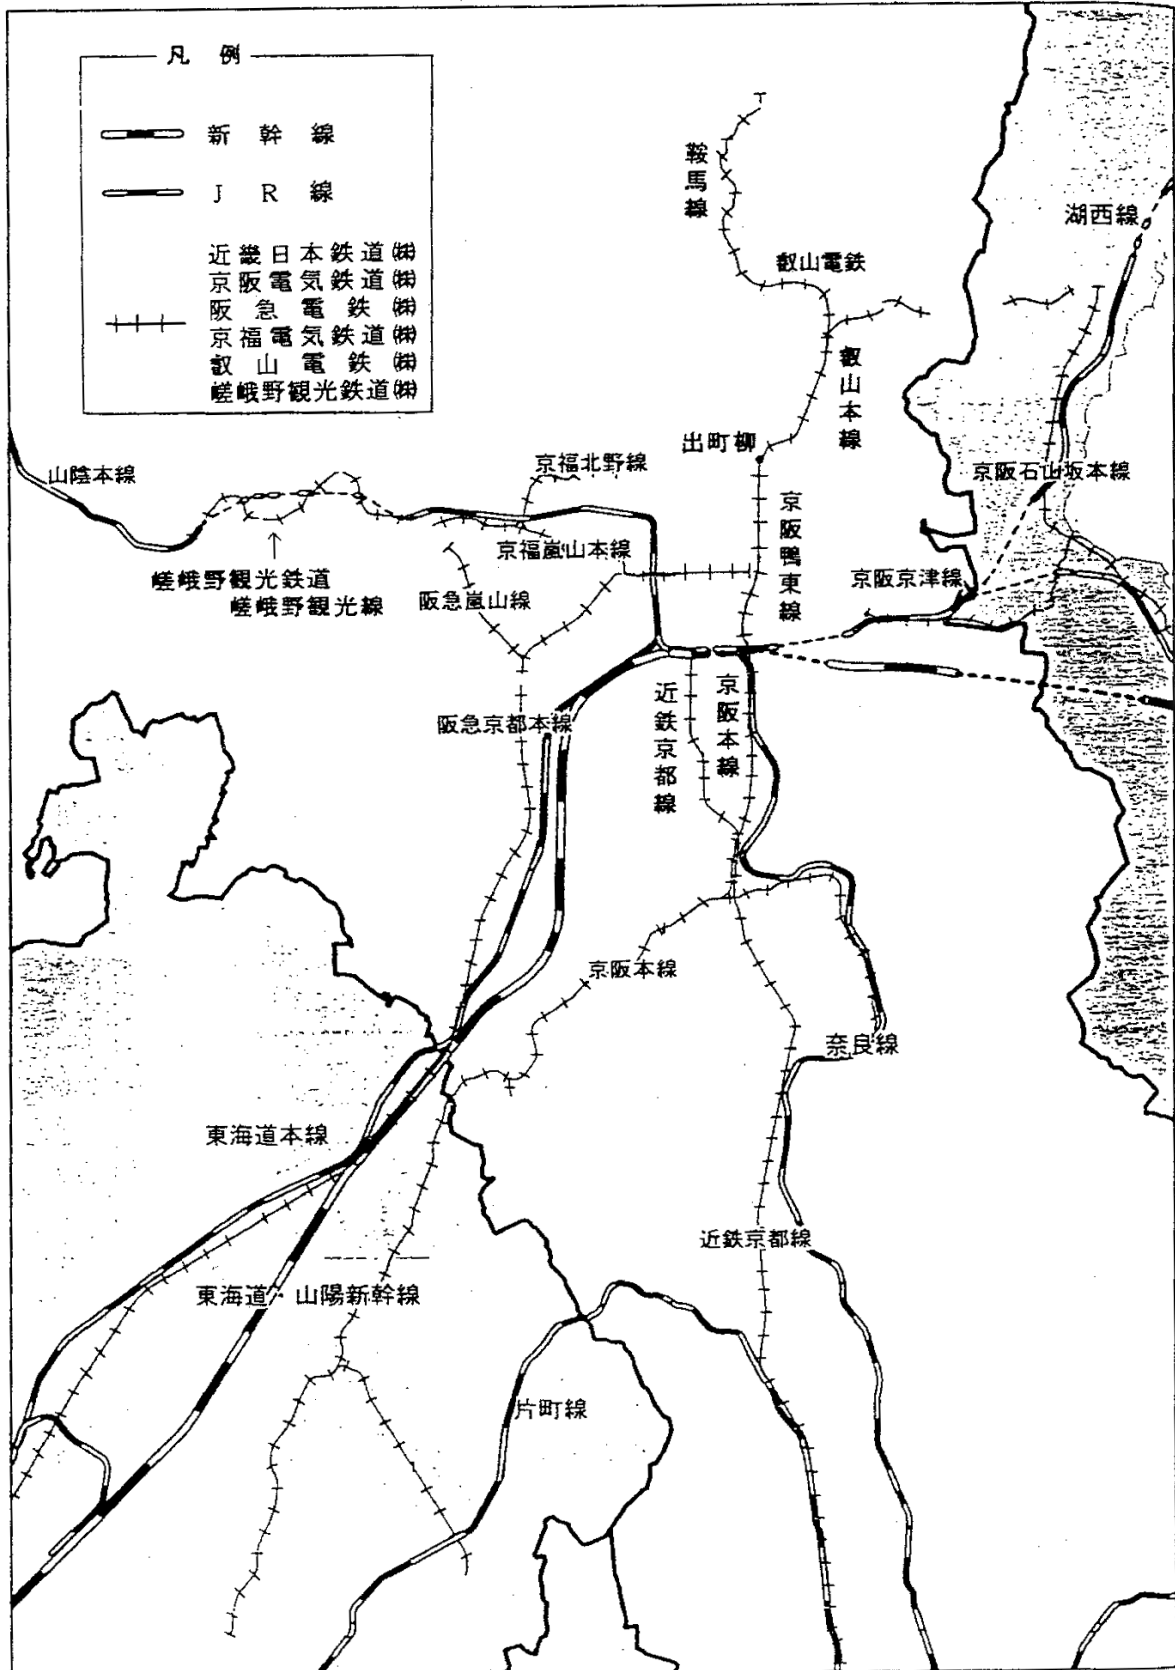 凡 例
新 幹 線
J R 線
近畿日本鉄道㈱
京阪電気鉄道㈱
阪 急 電 鉄 ㈱
京福電気鉄道㈱
叡 山 電 鉄 ㈱
嵯峨野観光鉄道㈱
鞍馬線
湖西線
叡山電鉄
叡山本線
出町柳
山陰本線
京福北野線
京阪石山坂本線
京阪鴨東線
京福嵐山本線
嵯峨野観光鉄道
嵯峨野観光線
阪急嵐山線
京阪京津線
近鉄京都線
京阪本線
阪急京都本線
京阪本線
奈良線
東海道本線
近鉄京都線
東海道・山陽新幹線
片町線